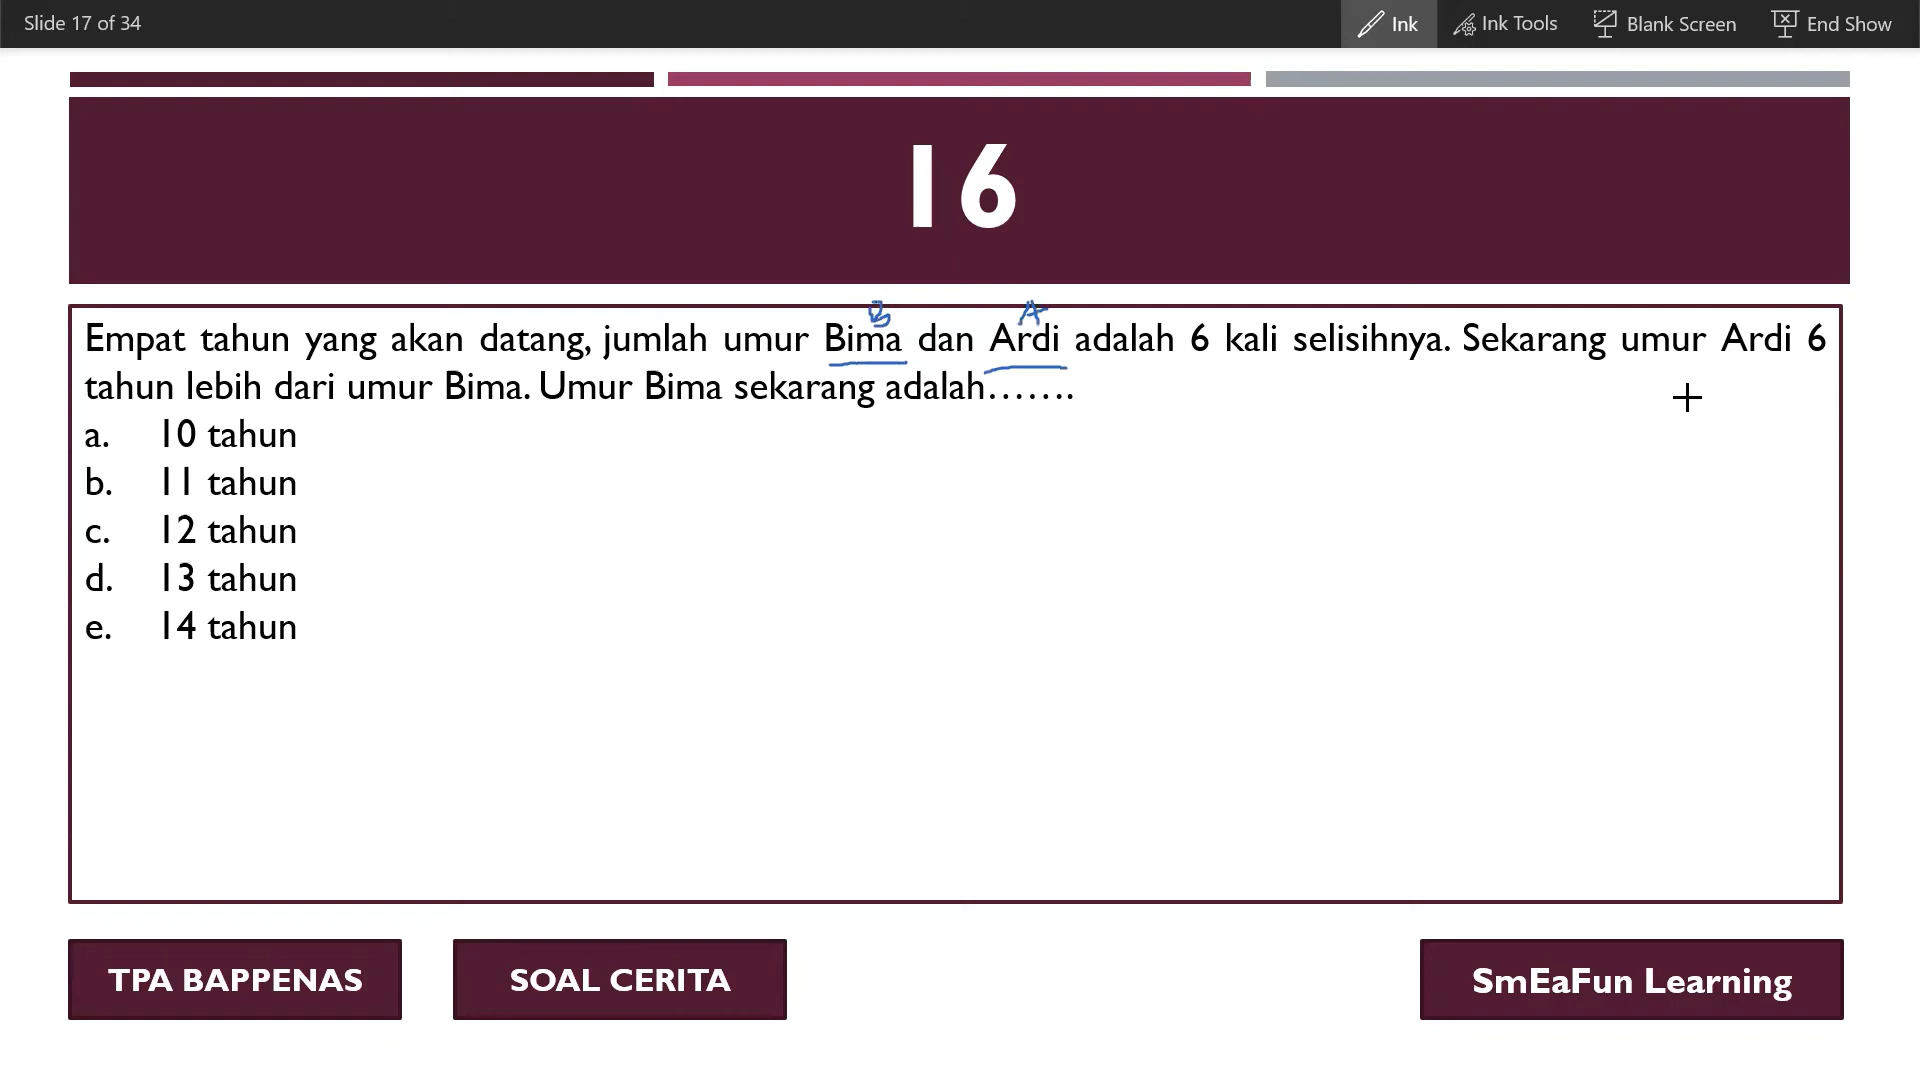 Slide 17 of 34
Ink
Ink Tools
Blank Screen
End Show
16
B
A
Empat tahun yang akan datang, jumlah umur Bima dan Ardi adalah 6 kali selisihnya. Sekarang umur Ardi 6
tahun lebih dari umur Bima. Umur Bima sekarang adalah.......
a. 10 tahun
b. 11 tahun
c. 12 tahun
d. 13 tahun
e. 14 tahun
TPA BAPPENAS
SOAL CERITA
SmEaFun Learning